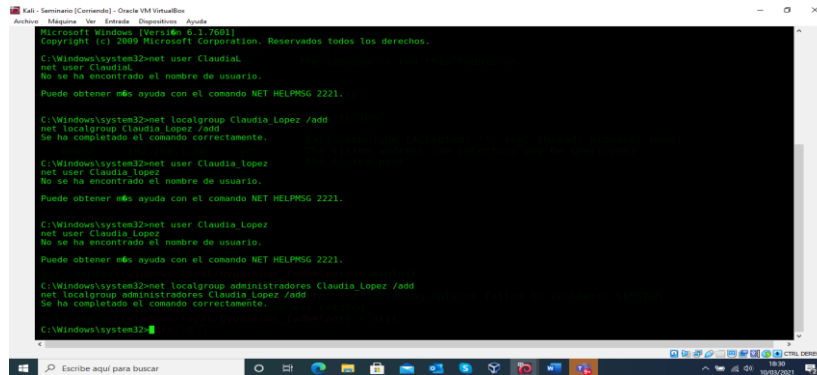 Kali - Seminario [Corriendo] - Oracle VM VirtualBox
Archivo Máquina Ver Entrada Dispositivos Ayuda
Microsoft Windows [Versi�n 6.1.7601]
Copyright (c) 2009 Microsoft Corporation. Reservados todos los derechos.
C:\Windows\system32>net user ClaudiaL
net user ClaudiaL
No se ha encontrado el nombre de usuario.
Puede obtener m�s ayuda con el comando NET HELPMSG 2221.
C:\Windows\system32>net localgroup Claudia_Lopez /add
net localgroup Claudia_Lopez /add
Se ha completado el comando correctamente.
C:\Windows\system32>net user Claudia_lopez
net user Claudia_lopez
No se ha encontrado el nombre de usuario.
Puede obtener m�s ayuda con el comando NET HELPMSG 2221.
C:\Windows\system32>net user Claudia_Lopez
net user Claudia_Lopez
No se ha encontrado el nombre de usuario.
Puede obtener m�s ayuda con el comando NET HELPMSG 2221.
C:\Windows\system32>net localgroup administradores Claudia_Lopez /add
net localgroup administradores Claudia_Lopez /add
Se ha completado el comando correctamente.
C:\Windows\system32>
CTRL DERE
Escribe aquí para buscar
18:30
10/03/2021